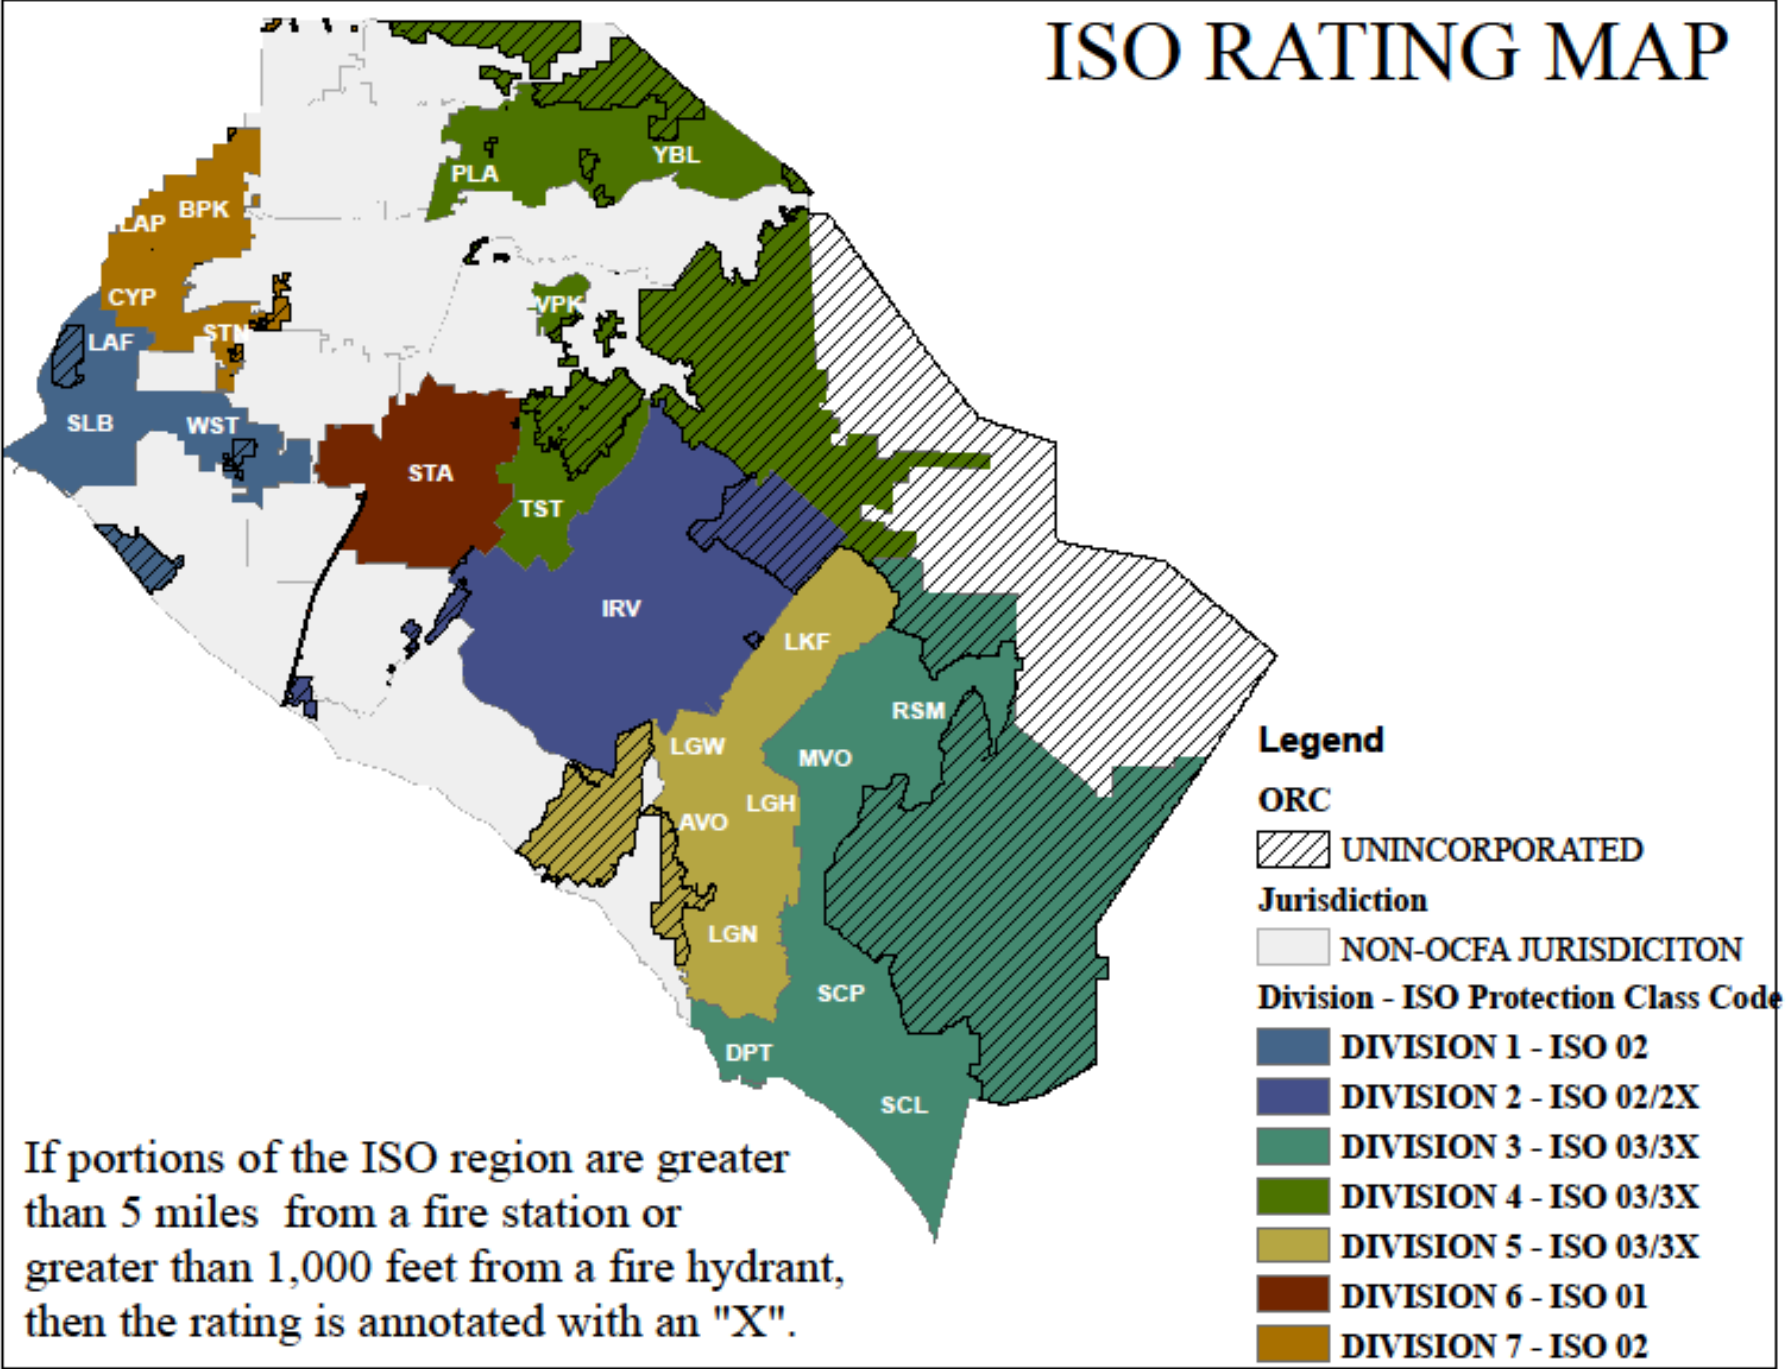 ISO RATING MAP
YBL
PLA
BPK
LAP
CYP
VPK
STN
LAF
SLB
WST
STA
TST
IRV
LKF
RSM
LGW
MVO
LGH
AVO
LGN
SCP
DPT
SCL
Legend
ORC
UNINCORPORATED
Jurisdiction
NON-OCFA JURISDICITON
Division - ISO Protection Class Code
DIVISION 1 - ISO 02
DIVISION 2 - ISO 02/2X
DIVISION 3 - ISO 03/3X
DIVISION 4 - ISO 03/3X
DIVISION 5 - ISO 03/3X
DIVISION 6 - ISO 01
DIVISION 7 - ISO 02
If portions of the ISO region are greater
than 5 miles from a fire station or
greater than 1,000 feet from a fire hydrant,
then the rating is annotated with an "X".